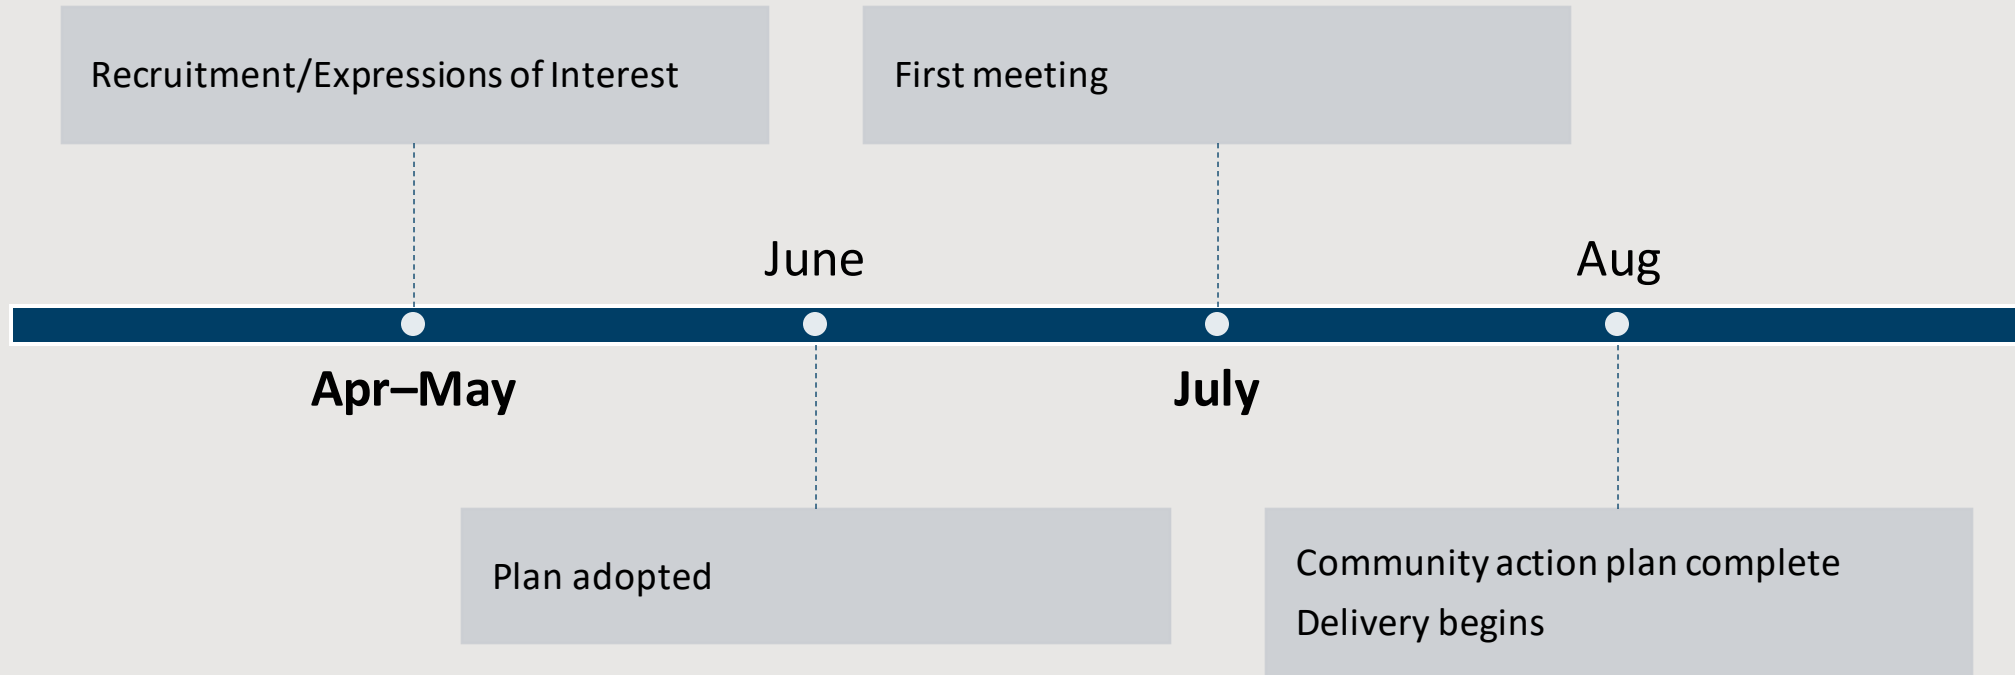 Recruitment/Expressions of Interest
First meeting
June
Aug
Apr–May
July
Plan adopted
Community action plan complete
Delivery begins